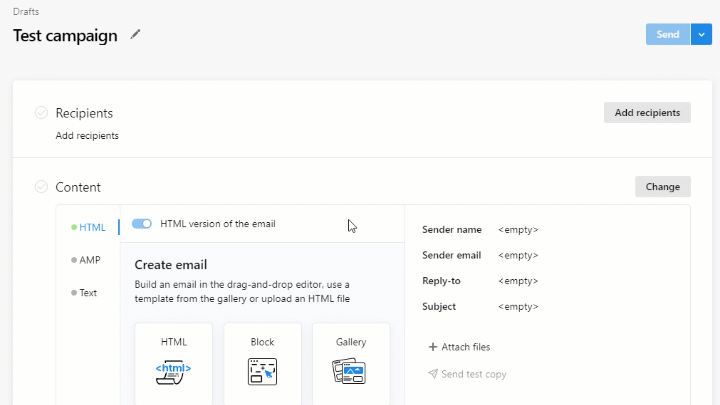 Drafts
Test campaign
Send
Recipients
Add recipients
Add recipients
Content
Change
HTML
AMP
Text
HTML version of the email
Create email
Build an email in the drag-and-drop editor, use a
template from the gallery or upload an HTML file
HTML
<html>
Block
Gallery
Sender name <empty>
Sender email <empty>
Reply-to <empty>
Subject <empty>
Attach files
Send test copy